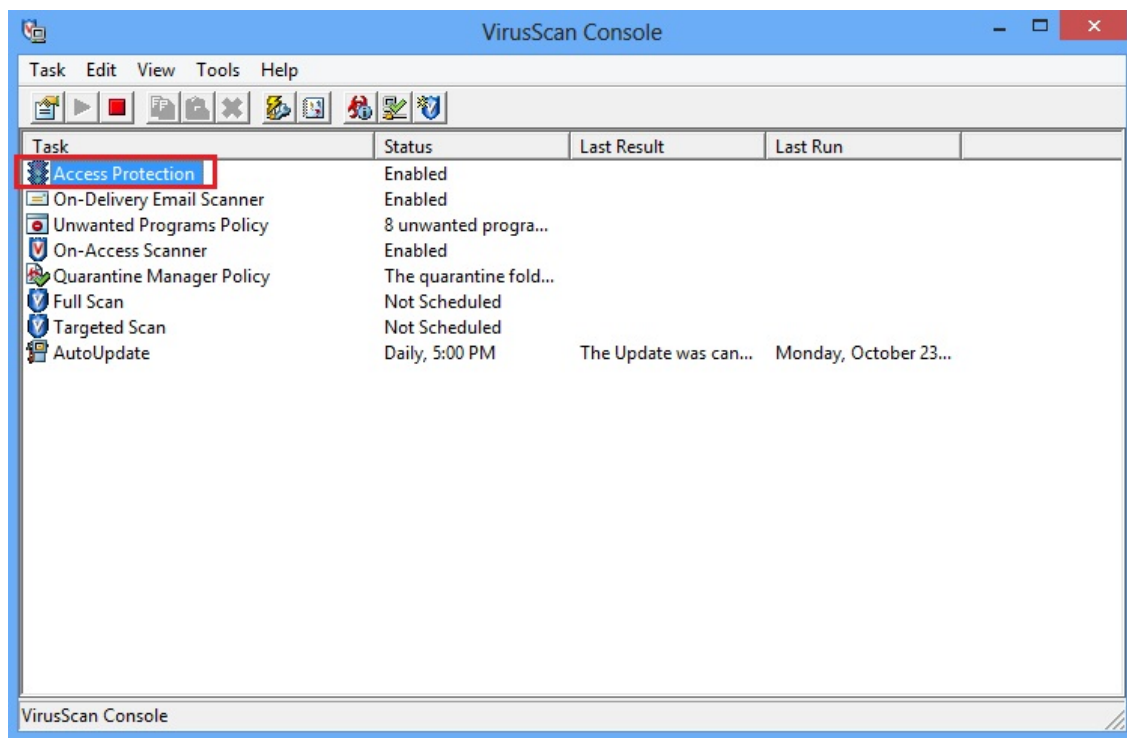 VirusScan Console
Task Edit View Tools Help
Task Status Last Result Last Run
Access Protection Enabled
On-Delivery Email Scanner Enabled
Unwanted Programs Policy 8 unwanted progra...
On-Access Scanner Enabled
Quarantine Manager Policy The quarantine fold...
Full Scan Not Scheduled
Targeted Scan Not Scheduled
AutoUpdate Daily, 5:00 PM The Update was can... Monday, October 23...
VirusScan Console